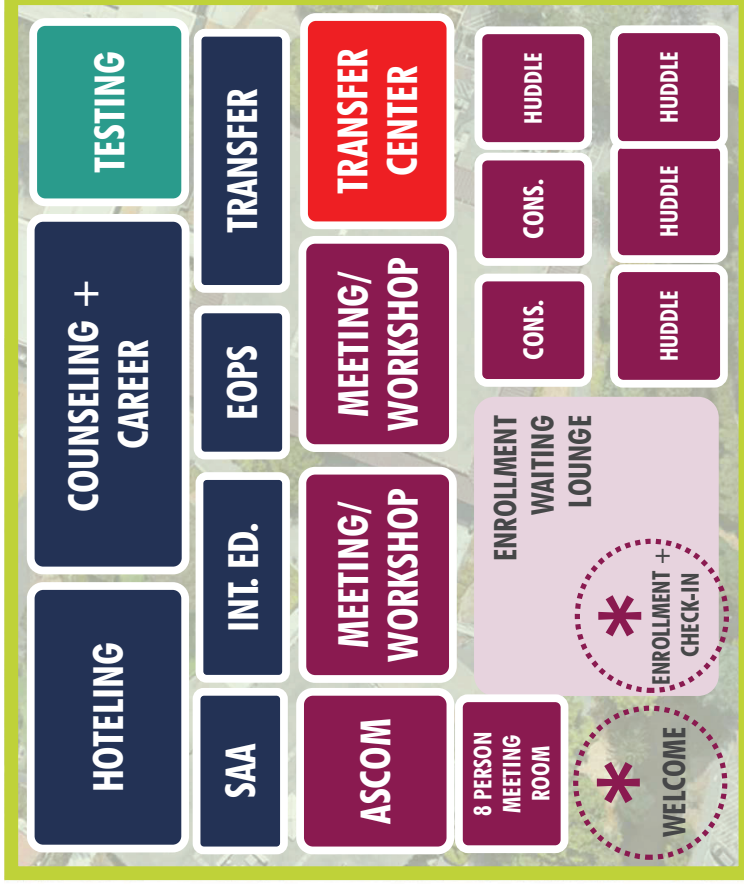 HOTELING
COUNSELING +
CAREER
TESTING
SAA
INT. ED.
EOPS
TRANSFER
ASCOM
MEETING/
WORKSHOP
MEETING/
WORKSHOP
TRANSFER
CENTER
8 PERSON
MEETING
ROOM
ENROLLMENT
WAITING
LOUNGE
CONS.
CONS.
HUDDLE
*
WELCOME
*
ENROLLMENT +
CHECK-IN
HUDDLE
HUDDLE
HUDDLE